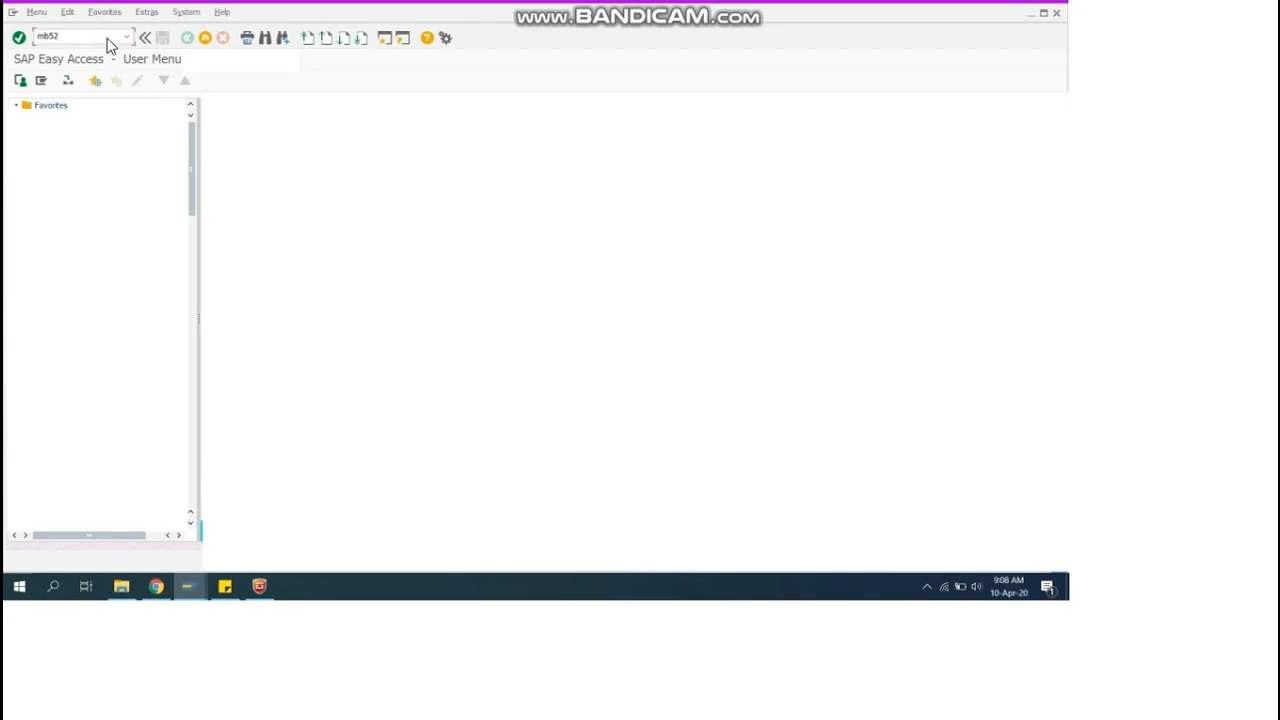 www.BANDICAM.com
Menu Edit Favorites Extras System Help
mb52
SAP Easy Access - User Menu
Favorites
9:08 AM
10-Apr-20
1